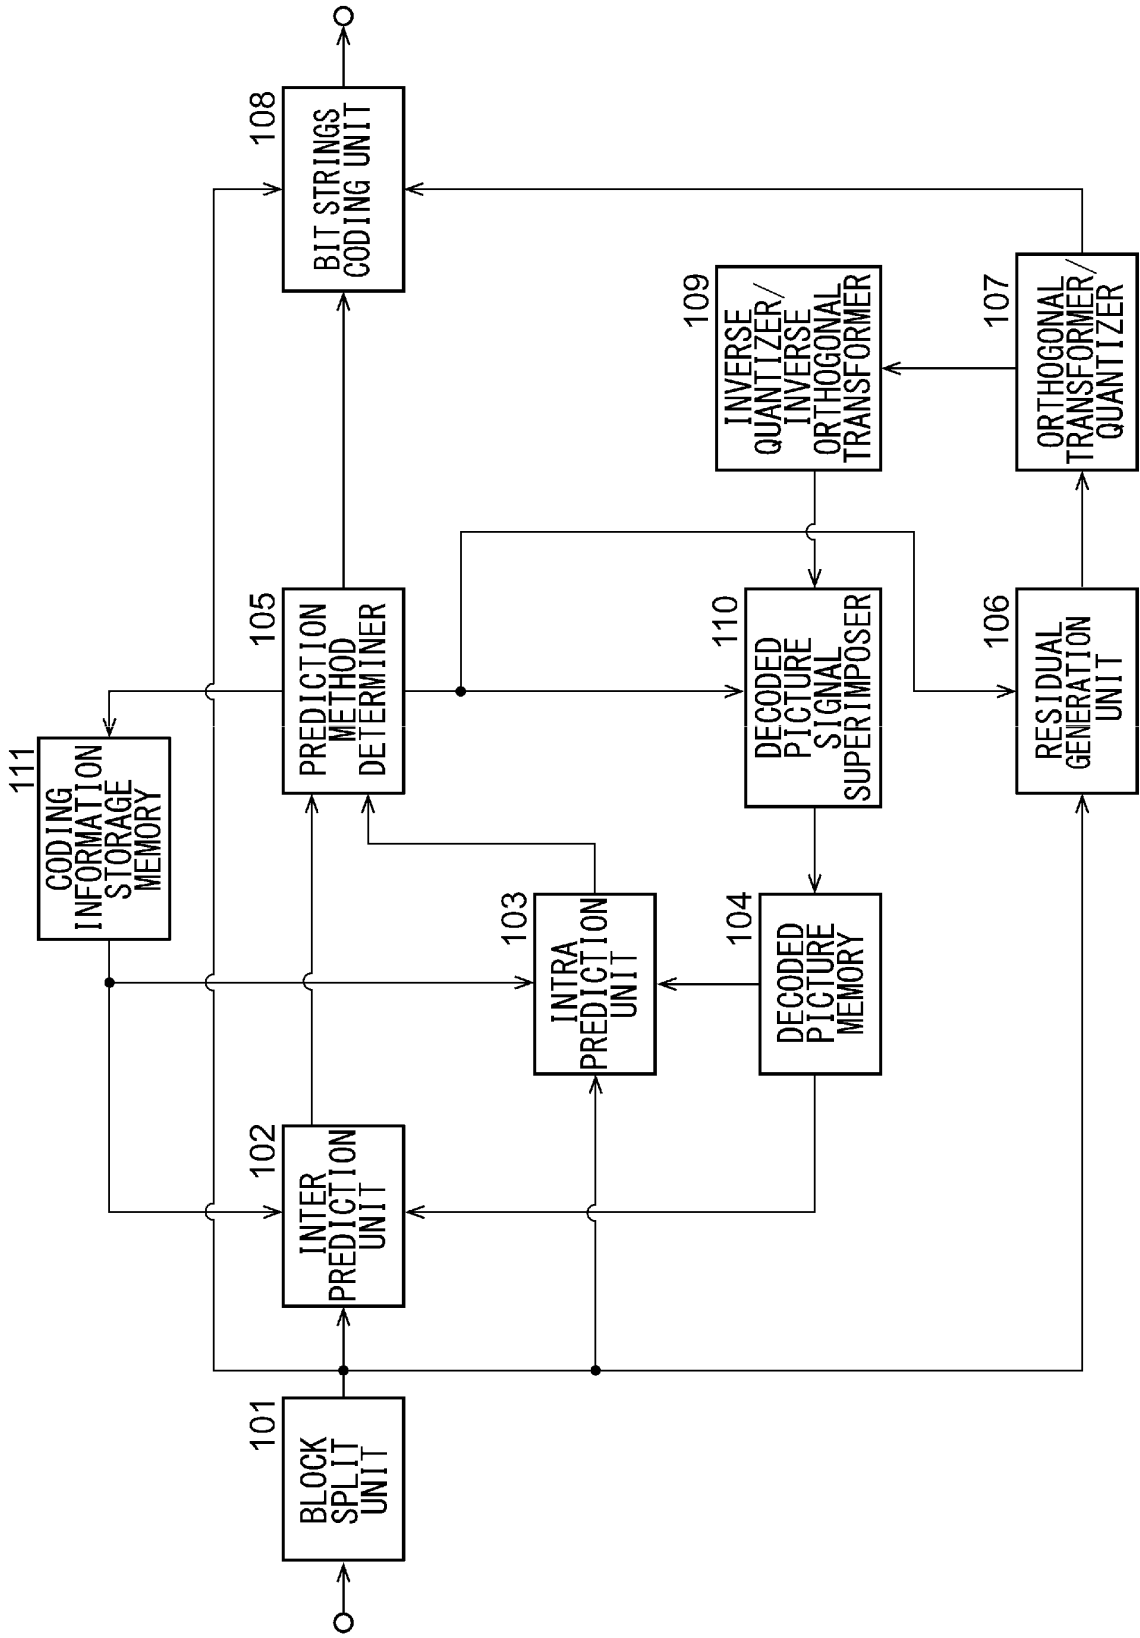 101
BLOCK
SPLIT
UNIT
102
INTER
PREDICTION
UNIT
111
CODING
INFORMATION
STORAGE
MEMORY
103
INTRA
PREDICTION
UNIT
104
DECODED
PICTURE
MEMORY
105
PREDICTION
METHOD
DETERMINER
110
DECODED
PICTURE
SIGNAL
SUPERIMPOSER
106
RESIDUAL
GENERATION
UNIT
108
BIT STRINGS
CODING UNIT
109
INVERSE
QUANTIZER/
INVERSE
ORTHOGONAL
TRANSFORMER
107
ORTHOGONAL
TRANSFORMER/
QUANTIZER